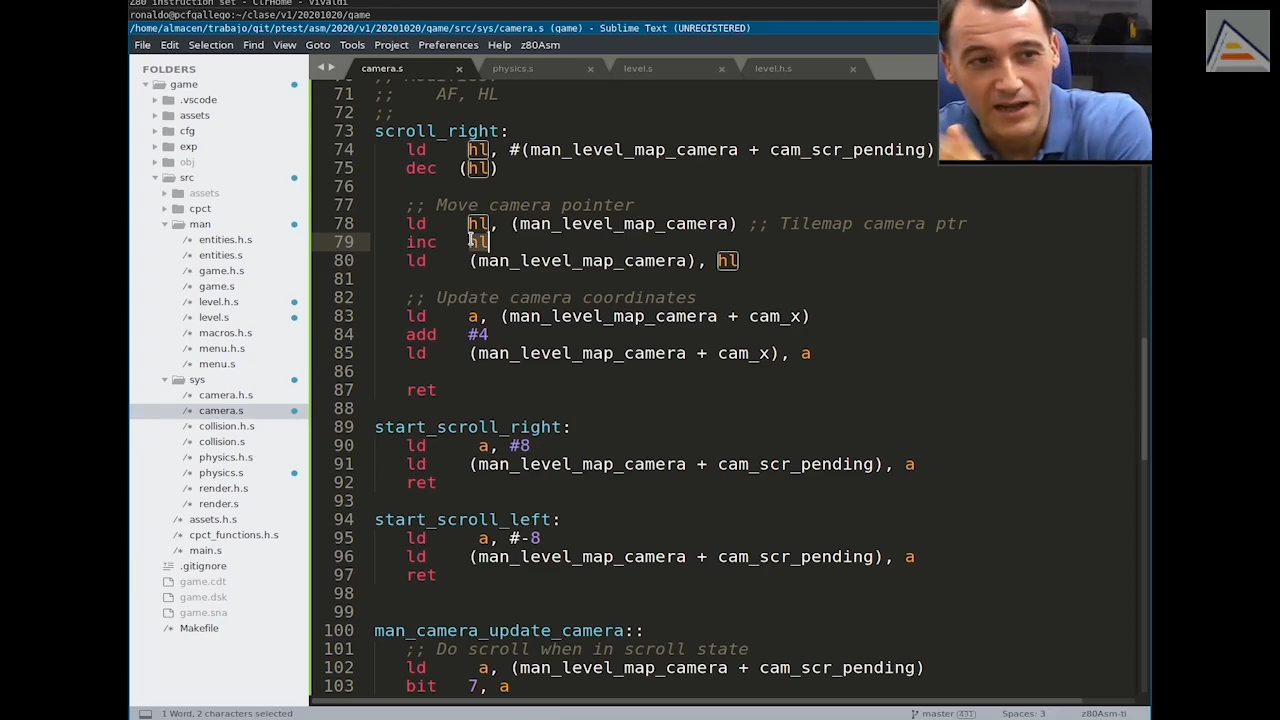 Z80 instruction set - ClrHome - Vivaldi
ronaldo@pcfqallego:~/clase/v1/20201020/game
/home/almacen/trabajo/git/ptest/asm/2020/v1/20201020/game/src/sys/camera.s (game) - Sublime Text (UNREGISTERED)
File Edit Selection Find View Goto Tools Project Preferences Help z80Asm
FOLDERS
game
.vscode
assets
cfg
exp
obj
src
assets
cpct
man
entities.h.s
entities.s
game.h.s
game.s
level.h.s
level.s
macros.h.s
menu.h.s
menu.s
sys
camera.h.s
camera.s
collision.h.s
collision.s
physics.h.s
physics.s
render.h.s
render.s
assets.h.s
cpct_functions.h.s
main.s
.gitignore
game.cdt
game.dsk
game.sna
Makefile
camera.s × physics.s × level.s × level.h.s ×
71 ;; AF, HL
72 ;;
73 scroll_right:
74 ld hl, #(man_level_map_camera + cam_scr_pending)
75 dec (hl)
76
77 ;; Move camera pointer
78 ld hl, (man_level_map_camera) ;; Tilemap camera ptr
79 inc hl
80 ld (man_level_map_camera), hl
81
82 ;; Update camera coordinates
83 ld a, (man_level_map_camera + cam_x)
84 add #4
85 ld (man_level_map_camera + cam_x), a
86
87 ret
88
89 start_scroll_right:
90 ld a, #8
91 ld (man_level_map_camera + cam_scr_pending), a
92 ret
93
94 start_scroll_left:
95 ld a, #-8
96 ld (man_level_map_camera + cam_scr_pending), a
97 ret
98
99
100 man_camera_update_camera::
101 ;; Do scroll when in scroll state
102 ld a, (man_level_map_camera + cam_scr_pending)
103 bit 7, a
1 Word, 2 characters selected
master 431
Spaces: 3
z80Asm-ti